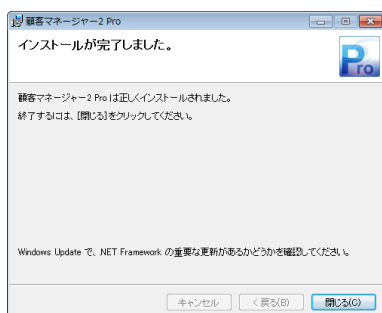 顧客マネージャー2 Pro
インストールが完了しました。
Pro
顧客マネージャー2 Pro は正しくインストールされました。
終了するには、[閉じる]をクリックしてください。
Windows Update で、.NET Framework の重要な更新があるかどうかを確認してください。
キャンセル
< 戻る(B)
閉じる(C)